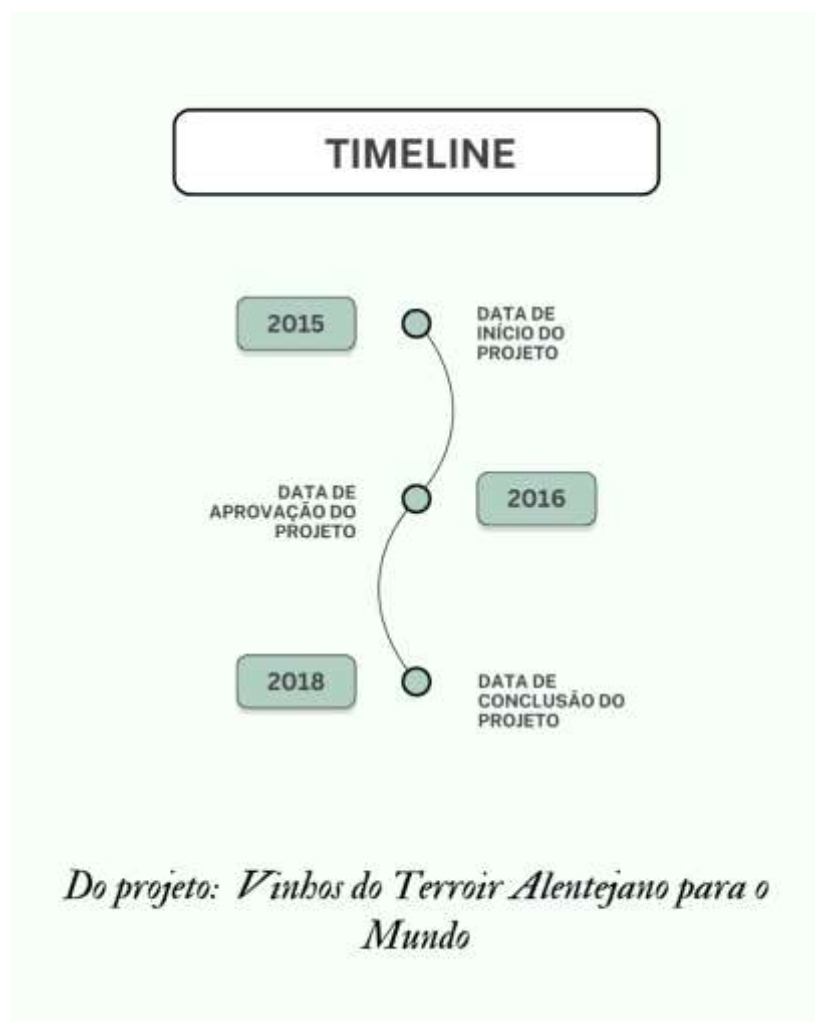 TIMELINE
2015
DATA DE
INÍCIO DO
PROJETO
DATA DE
APROVAÇÃO DO
PROJETO
2016
2018
DATA DE
CONCLUSÃO DO
PROJETO
Do projeto: Vinhos do Terroir Alentejano para o
Mundo